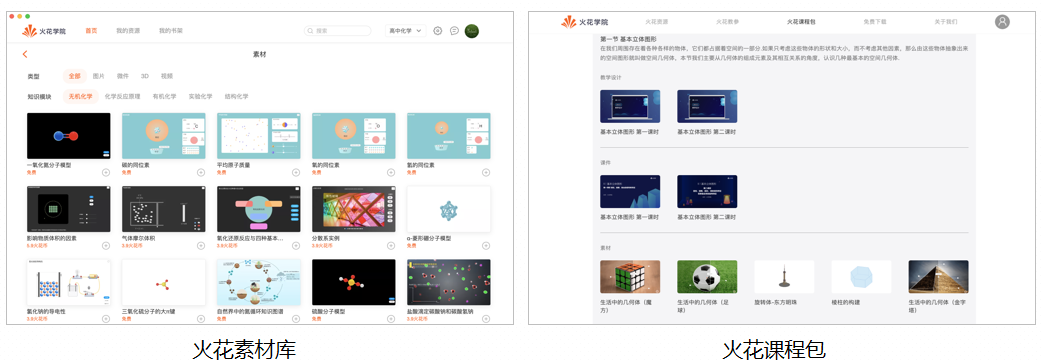 火花学院 首页 我的资源 我的书架 搜索 高中化学
素材
类型 全部 图片 微件 3D 视频
知识模块 无机化学 化学反应原理 有机化学 实验化学 结构化学
一氧化氮分子模型 碳的同位素 平均原子质量 氧的同位素 氢的同位素
免费 免费 免费 免费 免费
影响物质体积的因素 气体摩尔体积 氧化还原反应与四种基本... 分散系实例 α-菱形硼分子模型
3.9火花币 3.9火花币 3.9火花币 3.9火花币 免费
氯化钠的导电性 三氧化硫分子的大π键 自然界中的氮循环知识图谱 硫酸分子模型 盐酸滴定碳酸钠和碳酸氢钠
3.9火花币 免费 免费 免费 3.9火花币
火花素材库
火花学院 火花资源 火花教参 火花课程包 免费下载 关于我们
第一节 基本立体图形
在我们周围存在着各种各样的物体，它们都占据着空间的一部分.如果只考虑这些物体的形状和大小，而不考虑其他因素，那么由这些物体抽象出来
的空间图形就叫做空间几何体。本节我们主要从几何体的组成元及其相互关系的角度，认识几种最基本的空间几何体.
教学设计
基本立体图形 第一课时 基本立体图形 第二课时
课件
基本立体图形 第一课时 基本立体图形 第二课时
素材
生活中的几何体（魔方） 生活中的几何体（足球） 旋转体-东方明珠 棱柱的构建 生活中的几何体（金字塔）
火花课程包